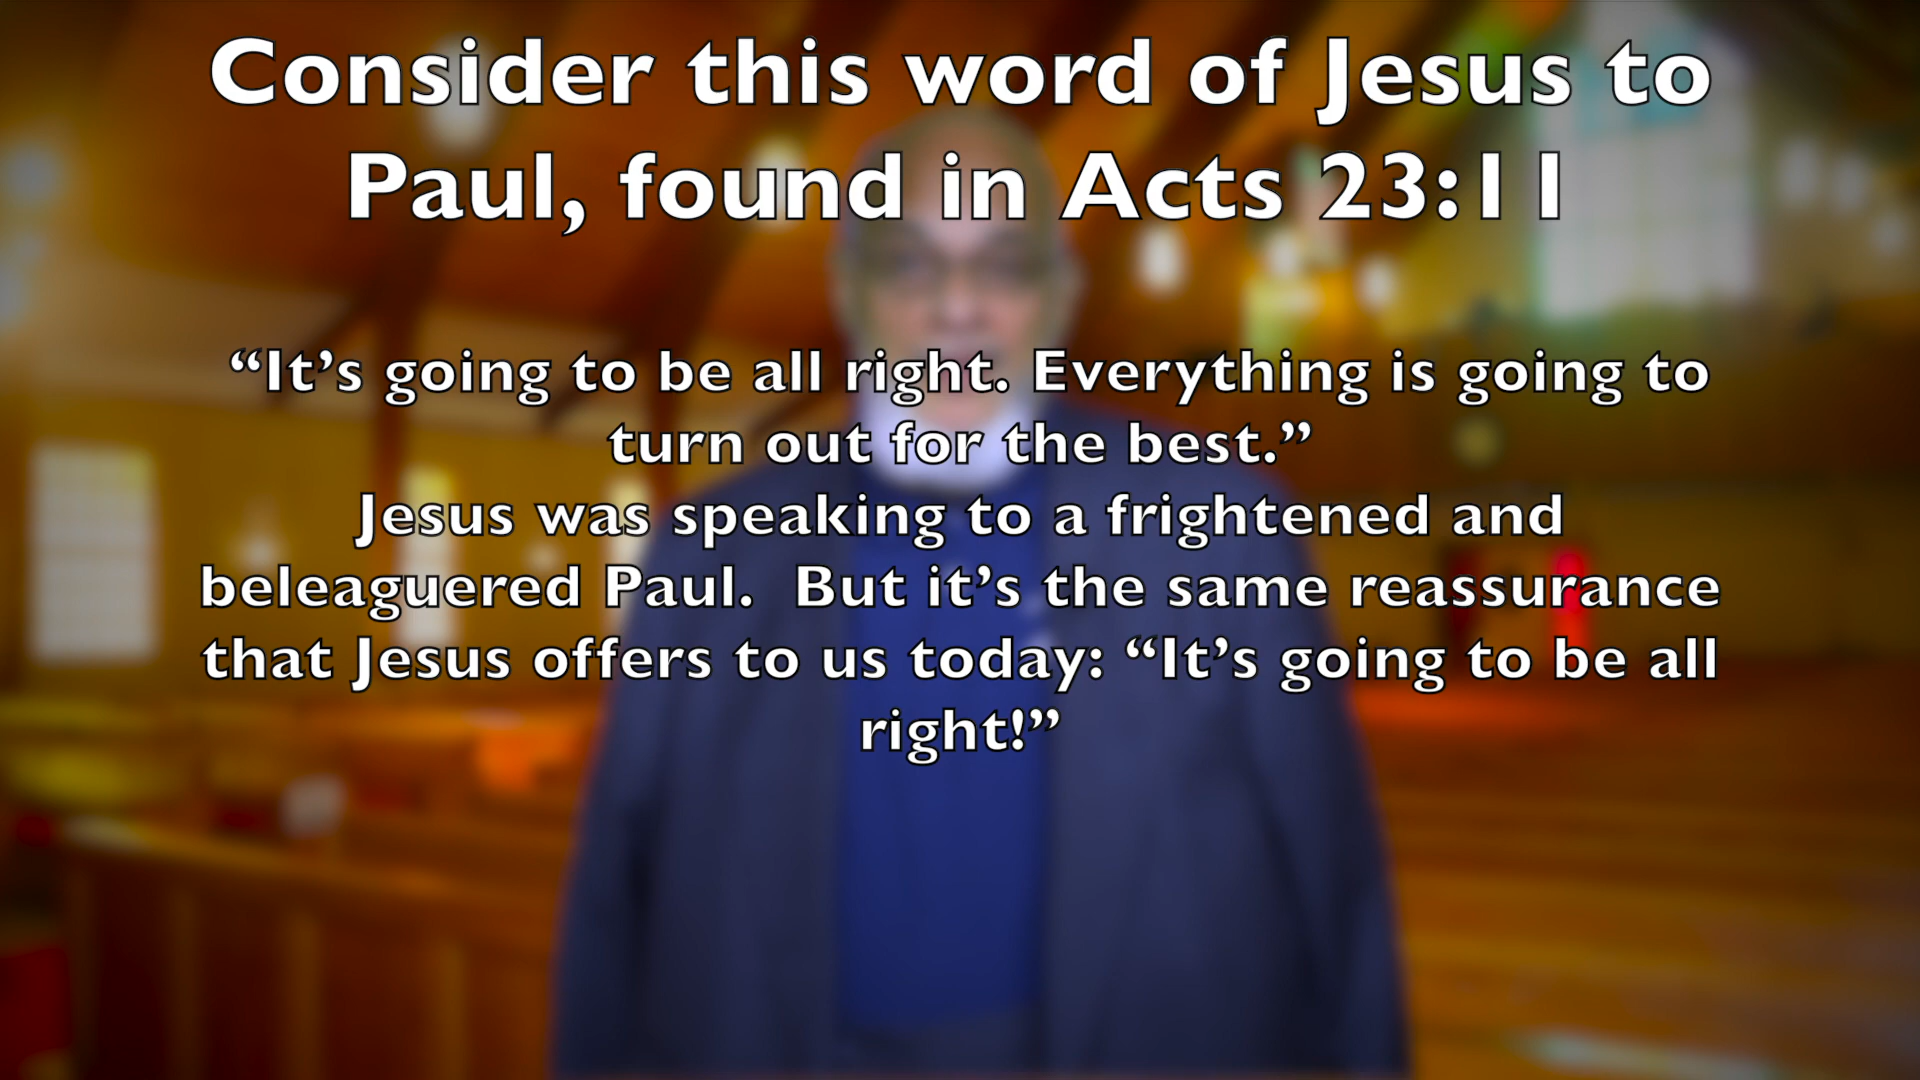 Consider this word of Jesus to
Paul, found in Acts 23:11
“It’s going to be all right. Everything is going to
turn out for the best.”
Jesus was speaking to a frightened and
beleaguered Paul.  But it’s the same reassurance
that Jesus offers to us today: “It’s going to be all
right!”